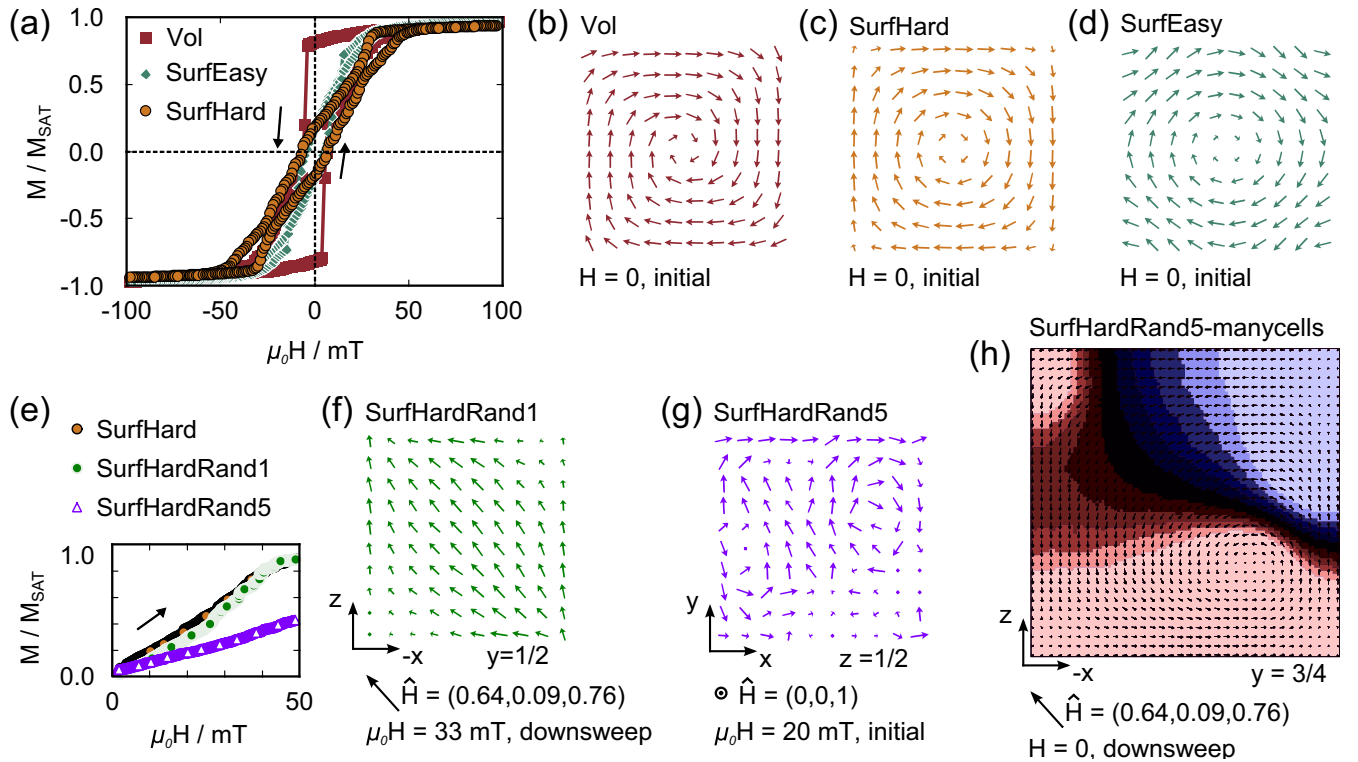 (a)
Vol
SurfEasy
SurfHard
1.0
0.5
0.0
-0.5
-1.0
M / M_SAT
-100
-50
0
50
100
μ₀H / mT
(b)
Vol
H = 0, initial
(c)
SurfHard
H = 0, initial
(d)
SurfEasy
H = 0, initial
(e)
SurfHard
SurfHardRand1
SurfHardRand5
1.0
0.0
M / M_SAT
0
50
μ₀H / mT
(f)
SurfHardRand1
z
-x
y=1/2
Ĥ = (0.64,0.09,0.76)
μ₀H = 33 mT, downsweep
(g)
SurfHardRand5
y
x
z =1/2
Ĥ = (0,0,1)
μ₀H = 20 mT, initial
(h)
SurfHardRand5-manycells
z
-x
y = 3/4
Ĥ = (0.64,0.09,0.76)
H = 0, downsweep